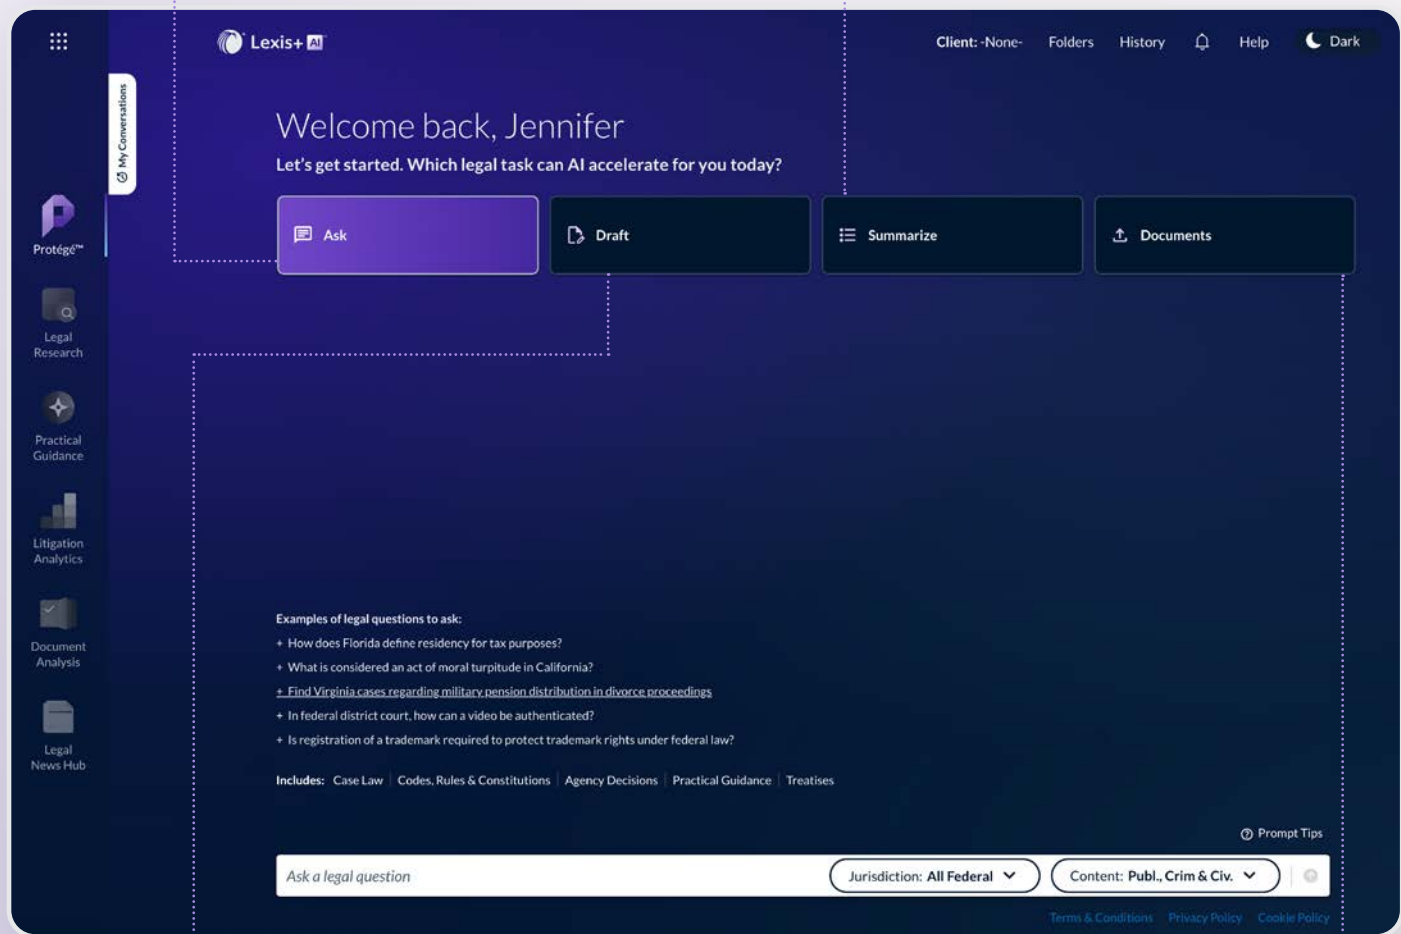 Lexis+ AI
Client: -None- Folders History Help Dark
My Conversations
Welcome back, Jennifer
Let's get started. Which legal task can AI accelerate for you today?
Ask
Draft
Summarize
Documents
Protégé™
Legal
Research
Practical
Guidance
Litigation
Analytics
Document
Analysis
Legal
News Hub
Examples of legal questions to ask:
+ How does Florida define residency for tax purposes?
+ What is considered an act of moral turpitude in California?
+ Find Virginia cases regarding military pension distribution in divorce proceedings
+ In federal district court, how can a video be authenticated?
+ Is registration of a trademark required to protect trademark rights under federal law?
Includes: Case Law | Codes, Rules & Constitutions | Agency Decisions | Practical Guidance | Treatises
Prompt Tips
Ask a legal question
Jurisdiction: All Federal
Content: Publ., Crim & Civ.
Terms & Conditions Privacy Policy Cookie Policy